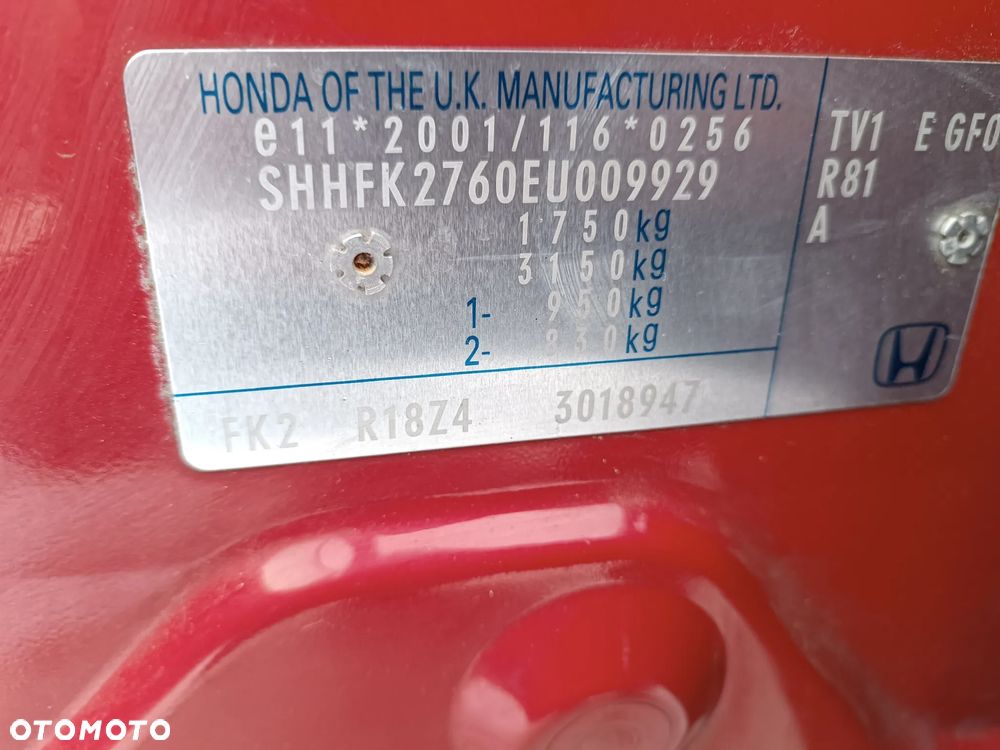 HONDA OF THE U.K. MANUFACTURING LTD.
e11*2001/116*0256
SHHFK2760EU009929
1750kg
3150kg
1- 950kg
2- 830kg
FK2 R18Z4 3018947
TV1 E GF0
R81
A
OTOMOTO